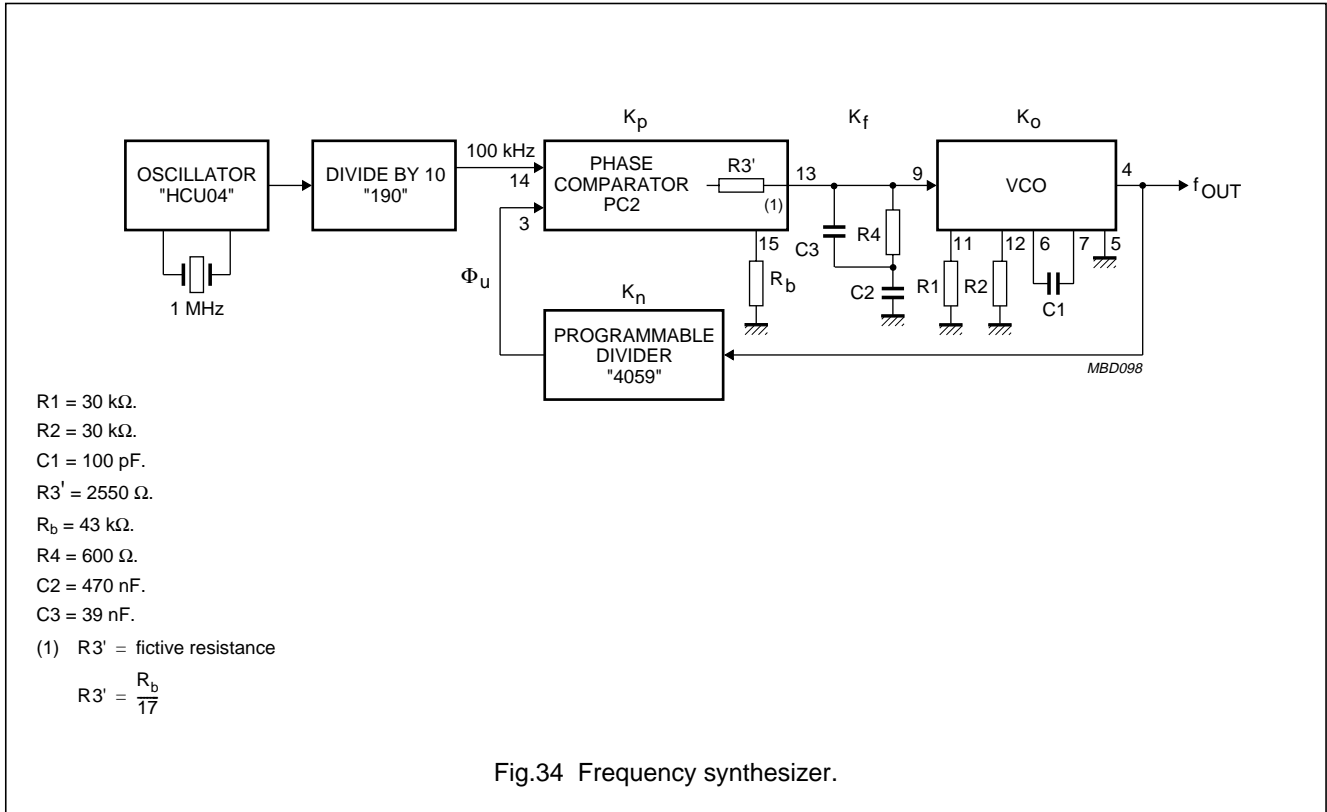 Kp
Kf
Ko
OSCILLATOR
"HCU04"
DIVIDE BY 10
"190"
100 kHz
14
3
PHASE
COMPARATOR
PC2
R3'
(1)
13
15
Rb
C3
R4
C2
9
VCO
4
fOUT
11
12
6
7
5
R1
R2
C1
1 MHz
Φu
Kn
PROGRAMMABLE
DIVIDER
"4059"
MBD098
R1 = 30 kΩ.
R2 = 30 kΩ.
C1 = 100 pF.
R3' = 2550 Ω.
Rb = 43 kΩ.
R4 = 600 Ω.
C2 = 470 nF.
C3 = 39 nF.
(1) R3' = fictive resistance
R3' = Rb/17
Fig.34 Frequency synthesizer.